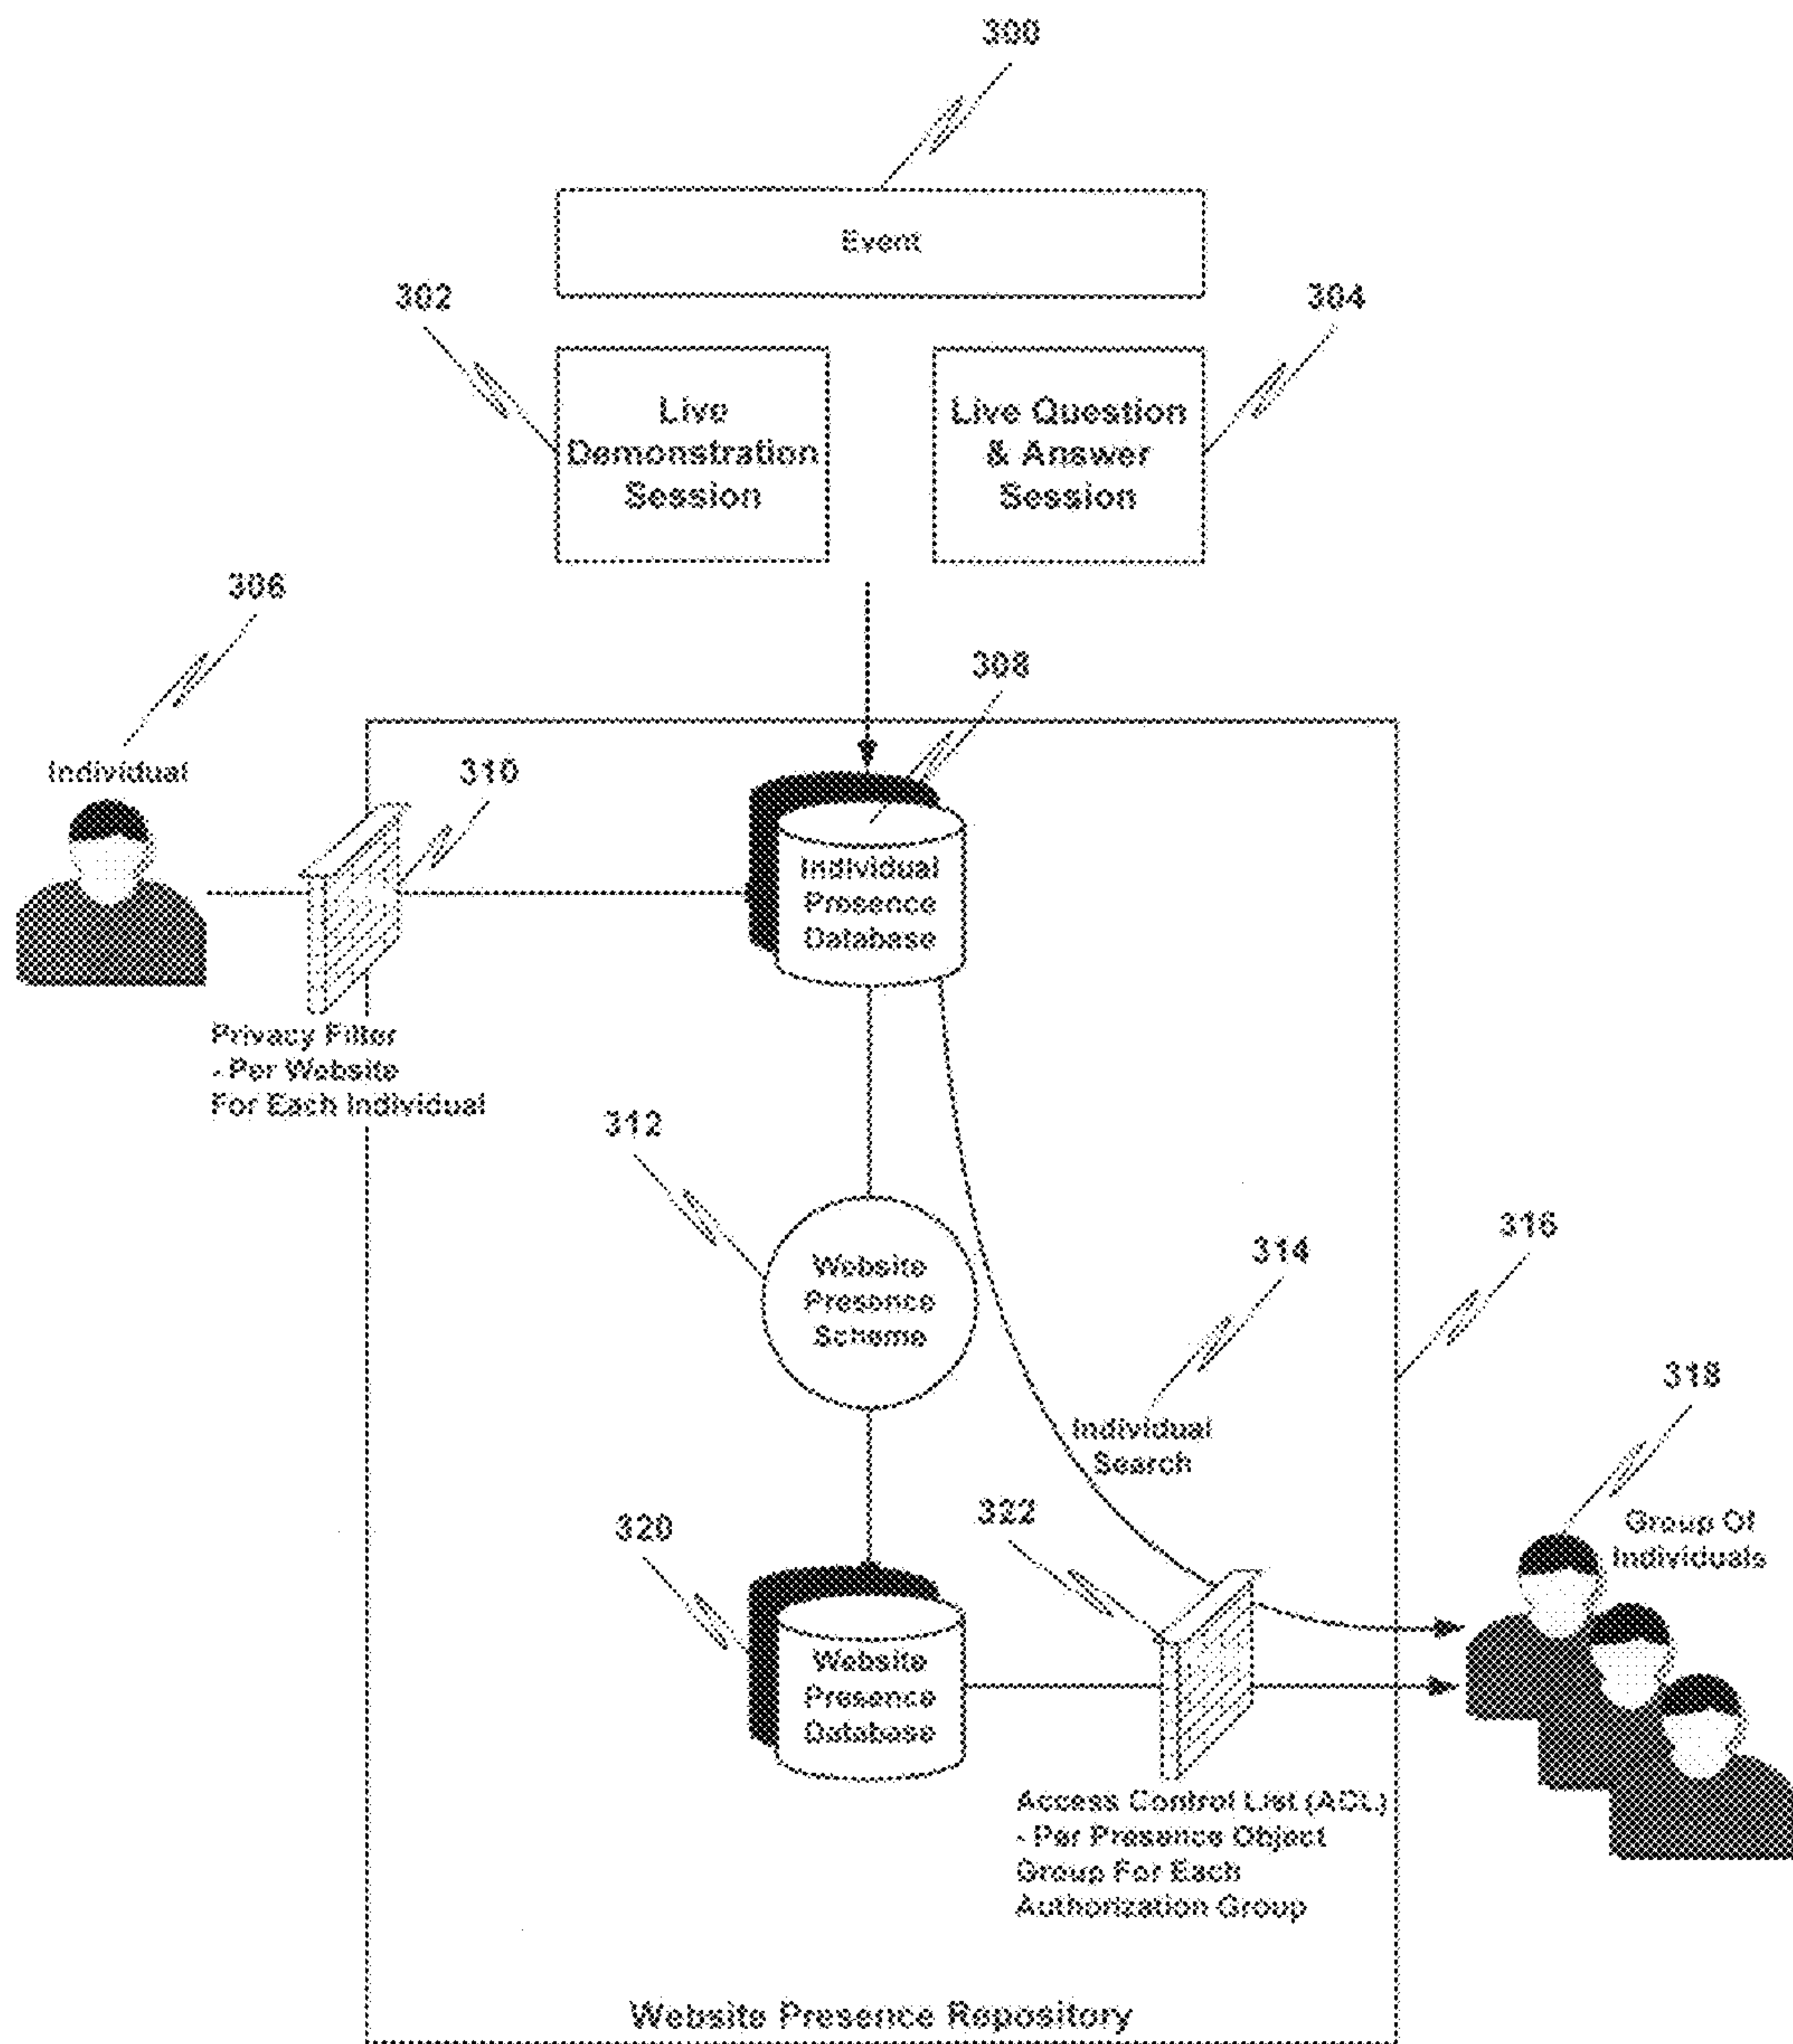 300
Event
302
304
Live
Demonstration
Session
Live Question
& Answer
Session
306
308
Individual
310
Individual
Presence
Database
Privacy Filter
- Per Website
For Each Individual
312
Website
Presence
Scheme
314
316
Individual
Search
318
Group Of
Individuals
320
322
Website
Presence
Database
Access Control List (ACL)
- Per Presence Object
Group For Each
Authorization Group
Website Presence Repository